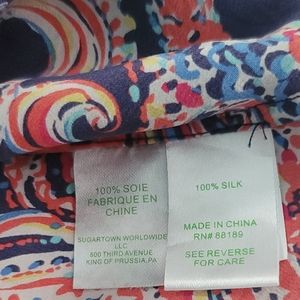 100% SOIE
FABRIQUE EN
CHINE
SUGARTOWN WORLDWIDE
LLC
800 THIRD AVENUE
KING OF PRUSSIA, PA
100% SILK
MADE IN CHINA
RN# 88189
SEE REVERSE
FOR CARE